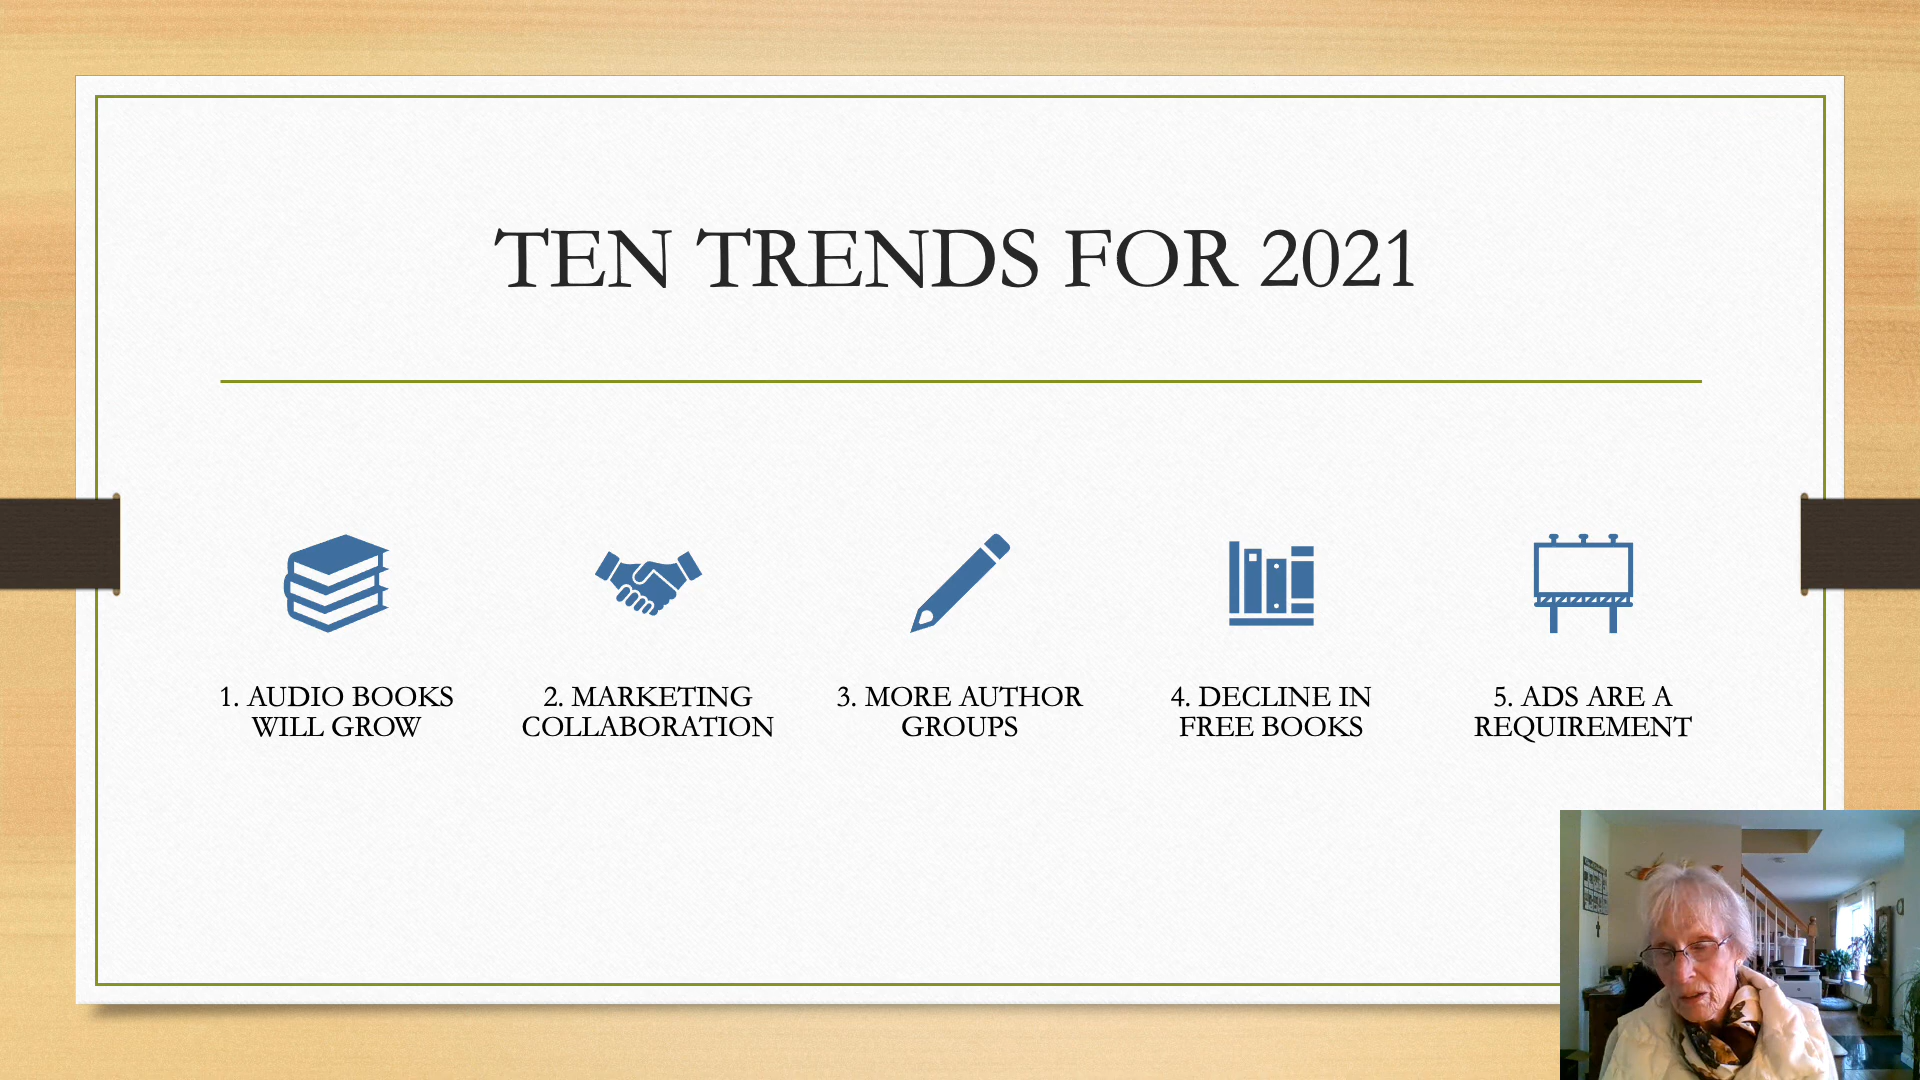 TEN TRENDS FOR 2021
1. AUDIO BOOKS
WILL GROW
2. MARKETING
COLLABORATION
3. MORE AUTHOR
GROUPS
4. DECLINE IN
FREE BOOKS
5. ADS ARE A
REQUIREMENT